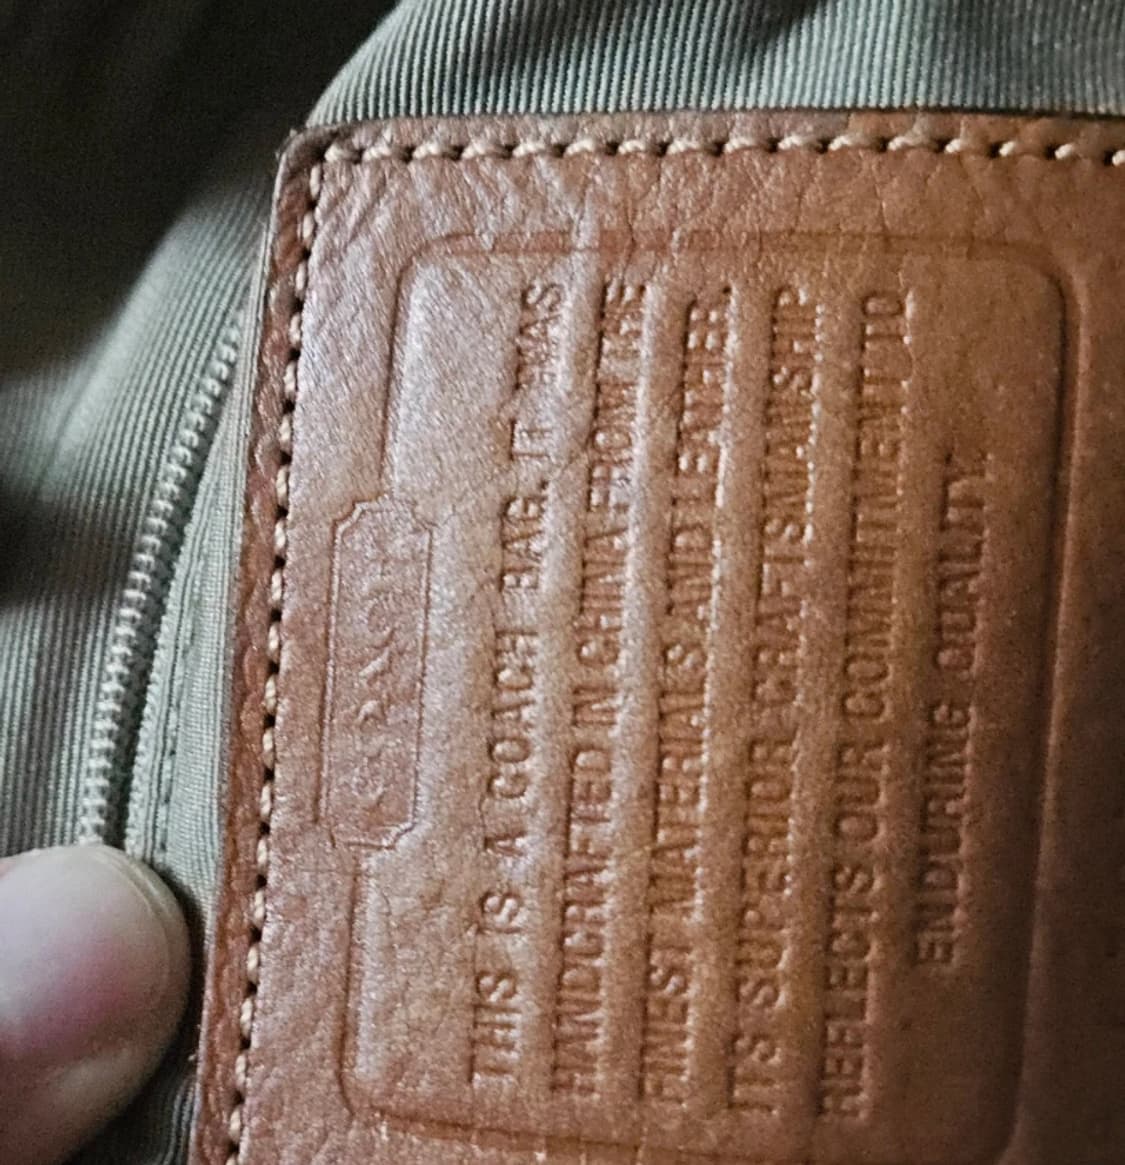 COACH
THIS IS A COACH BAG. IT WAS
HANDCRAFTED IN CHINA FROM THE
FINEST MATERIALS AND LEATHER.
ITS SUPERIOR CRAFTSMANSHIP
REFLECTS OUR COMMITMENT TO
ENDURING QUALITY.